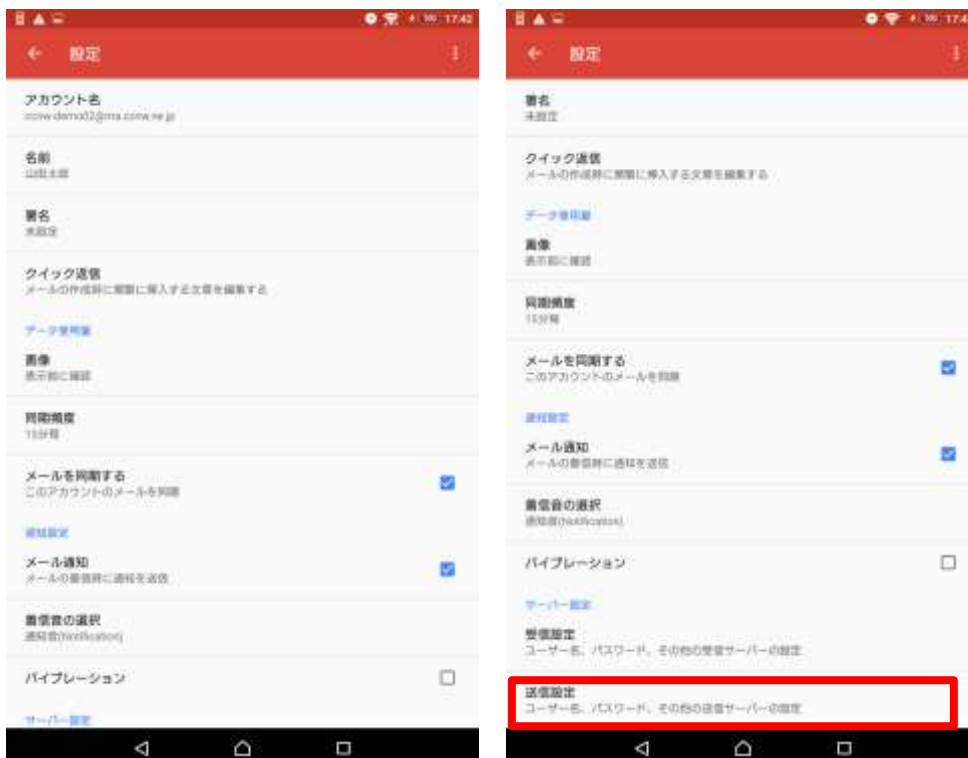 17:42
設定
アカウント名
名前
山田太郎
署名
未設定
クイック返信
メールの作成時に頻繁に挿入する文章を編集する
データ使用量
画像
表示前に確認
同期頻度
15分毎
メールを同期する
このアカウントのメールを同期
通知設定
メール通知
メールの着信時に通知を送信
着信音の選択
通知音(Notification)
バイブレーション
サーバー設定
設定
署名
未設定
クイック返信
メールの作成時に頻繁に挿入する文章を編集する
データ使用量
画像
表示前に確認
同期頻度
15分毎
メールを同期する
このアカウントのメールを同期
通知設定
メール通知
メールの着信時に通知を送信
着信音の選択
通知音(Notification)
バイブレーション
サーバー設定
受信設定
ユーザー名、パスワード、その他の受信サーバーの設定
送信設定
ユーザー名、パスワード、その他の送信サーバーの設定